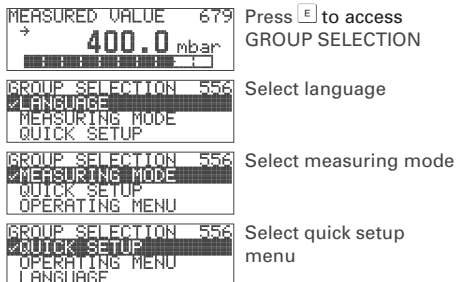 MEASURED VALUE 679
400.0 mbar
Press E to access
GROUP SELECTION
GROUP SELECTION 556
✓LANGUAGE
MEASURING MODE
QUICK SETUP
Select language
GROUP SELECTION 556
✓MEASURING MODE
QUICK SETUP
OPERATING MENU
Select measuring mode
GROUP SELECTION 556
✓QUICK SETUP
OPERATING MENU
LANGUAGE
Select quick setup
menu